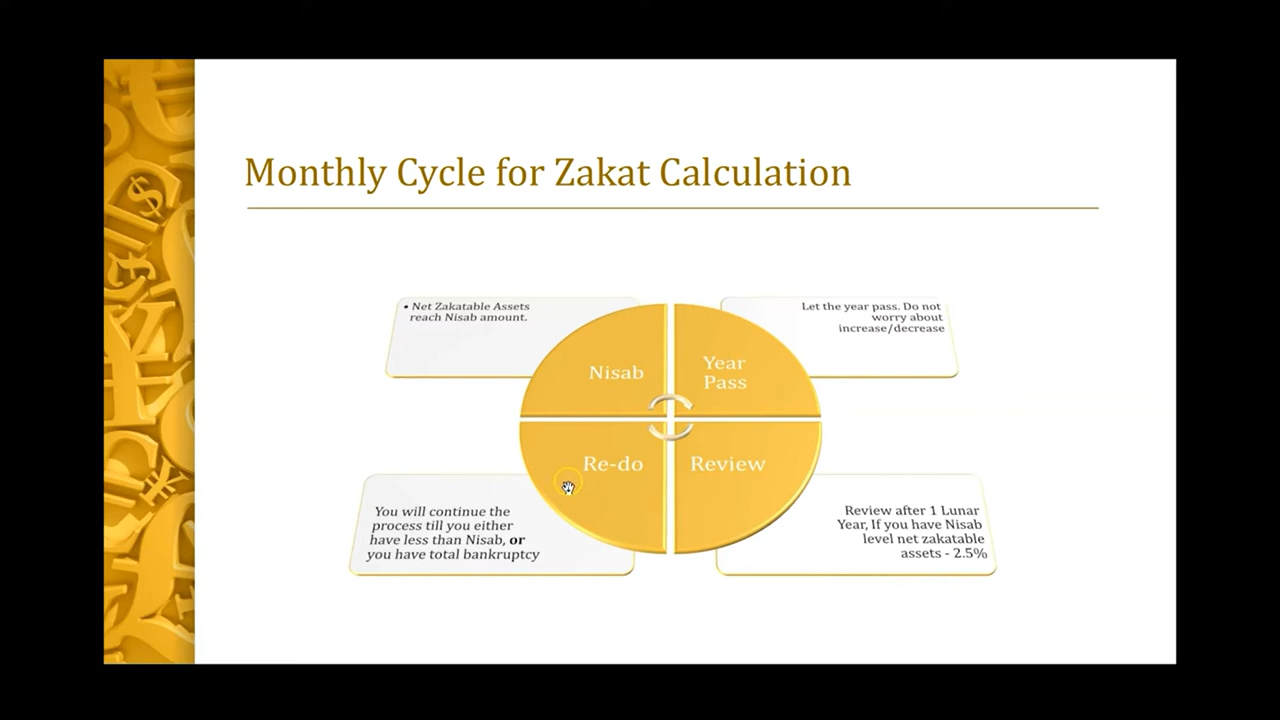 Monthly Cycle for Zakat Calculation
• Net Zakatable Assets
reach Nisab amount.
Let the year pass. Do not
worry about
increase/decrease
Nisab
Year
Pass
Re-do
Review
You will continue the
process till you either
have less than Nisab, or
you have total bankruptcy
Review after 1 Lunar
Year, If you have Nisab
level net zakatable
assets - 2.5%